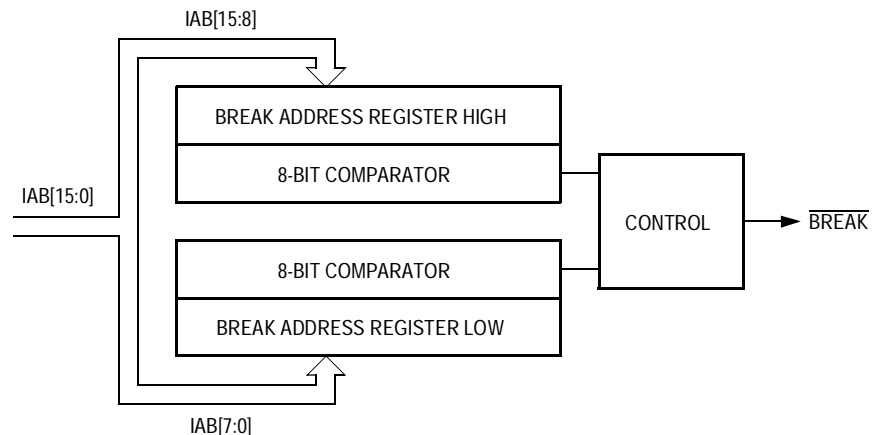 IAB[15:8]
BREAK ADDRESS REGISTER HIGH
8-BIT COMPARATOR
IAB[15:0]
CONTROL
BREAK
8-BIT COMPARATOR
BREAK ADDRESS REGISTER LOW
IAB[7:0]